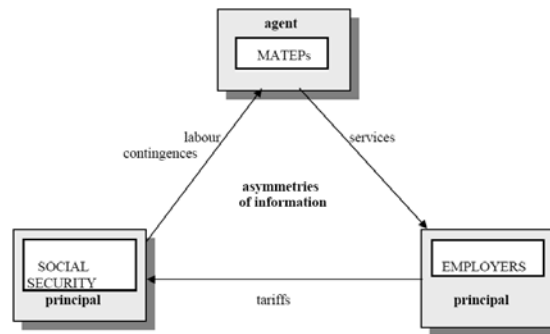 agent
MATEPs
labour
contingences
services
asymmetries
of information
SOCIAL
SECURITY
principal
EMPLOYERS
principal
tariffs